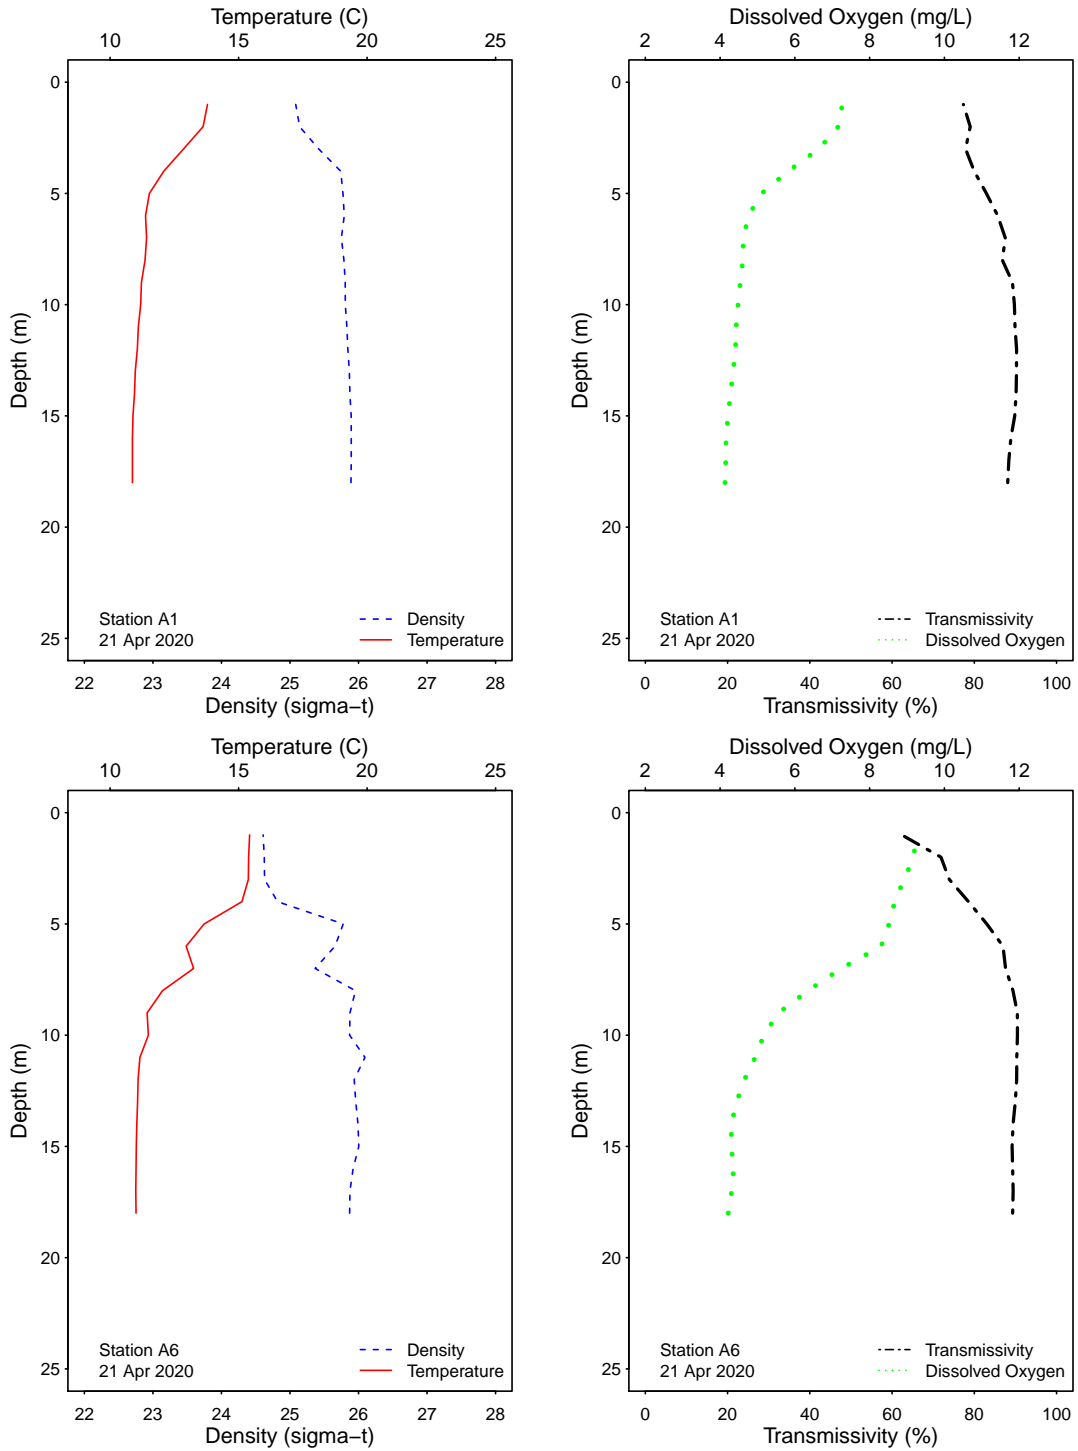 Temperature (C)
10 15 20 25
0
5
10
15
20
25
Depth (m)
Station A1
21 Apr 2020
Density
Temperature
22 23 24 25 26 27 28
Density (sigma−t)
Dissolved Oxygen (mg/L)
2 4 6 8 10 12
0
5
10
15
20
25
Depth (m)
Station A1
21 Apr 2020
Transmissivity
Dissolved Oxygen
0 20 40 60 80 100
Transmissivity (%)
Temperature (C)
10 15 20 25
0
5
10
15
20
25
Depth (m)
Station A6
21 Apr 2020
Density
Temperature
22 23 24 25 26 27 28
Density (sigma−t)
Dissolved Oxygen (mg/L)
2 4 6 8 10 12
0
5
10
15
20
25
Depth (m)
Station A6
21 Apr 2020
Transmissivity
Dissolved Oxygen
0 20 40 60 80 100
Transmissivity (%)